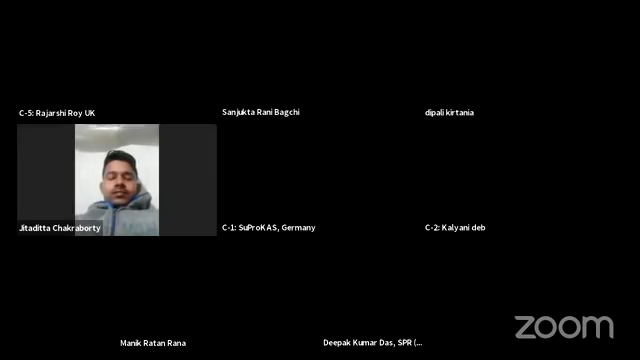 C-5: Rajarshi Roy UK
Sanjukta Rani Bagchi
dipali kirtania
Jitaditta Chakraborty
C-1: SuProKAS, Germany
C-2: Kalyani deb
Manik Ratan Rana
Deepak Kumar Das, SPR (...
zoom